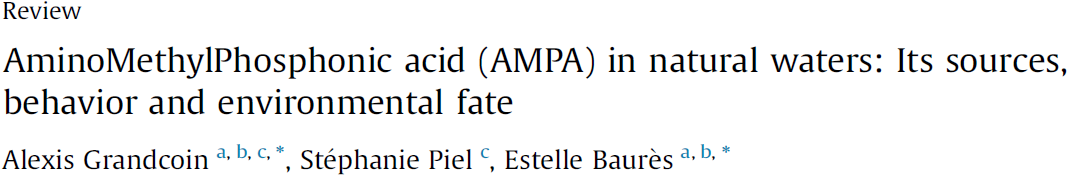 Review
AminoMethylPhosphonic acid (AMPA) in natural waters: Its sources,
behavior and environmental fate
Alexis Grandcoin a, b, c, *, Stéphanie Piel c, Estelle Baurès a, b, *